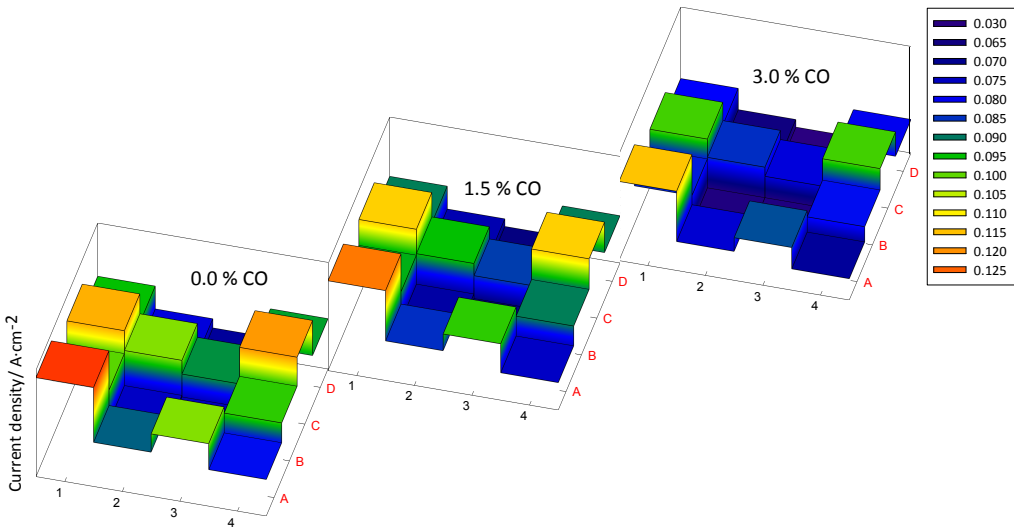 3.0 % CO
1.5 % CO
0.0 % CO
Current density/ A·cm⁻²
1
2
3
4
A
B
C
D
1
2
3
4
A
B
C
D
1
2
3
4
A
B
C
D
0.030
0.065
0.070
0.075
0.080
0.085
0.090
0.095
0.100
0.105
0.110
0.115
0.120
0.125